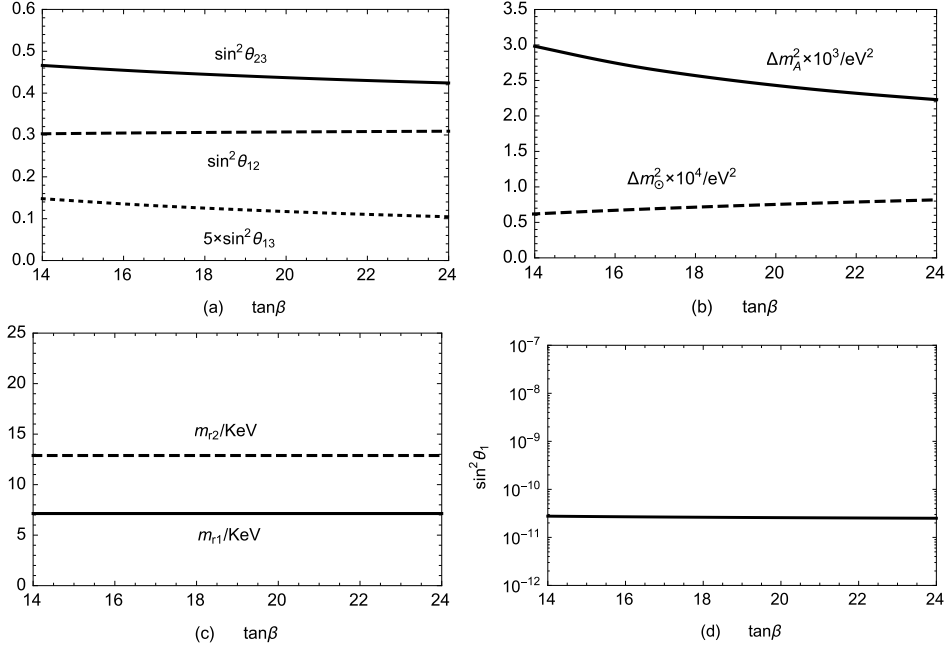 0.6
0.5
0.4
0.3
0.2
0.1
0.0
sin²θ₂₃
sin²θ₁₂
5×sin²θ₁₃
14 16 18 20 22 24
(a) tanβ
3.5
3.0
2.5
2.0
1.5
1.0
0.5
0.0
Δm²_A×10³/eV²
Δm²_⊙×10⁴/eV²
14 16 18 20 22 24
(b) tanβ
25
20
15
10
5
0
m_r2/KeV
m_r1/KeV
14 16 18 20 22 24
(c) tanβ
sin²θ₁
10⁻⁷
10⁻⁸
10⁻⁹
10⁻¹⁰
10⁻¹¹
10⁻¹²
14 16 18 20 22 24
(d) tanβ